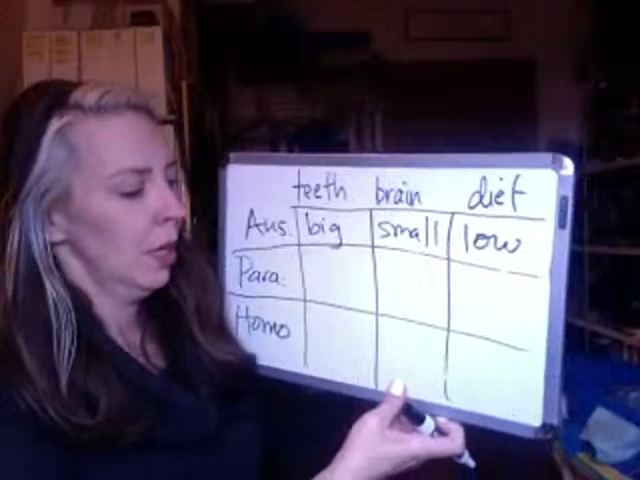 teeth brain diet
Aus. big small low
Para.
Homo